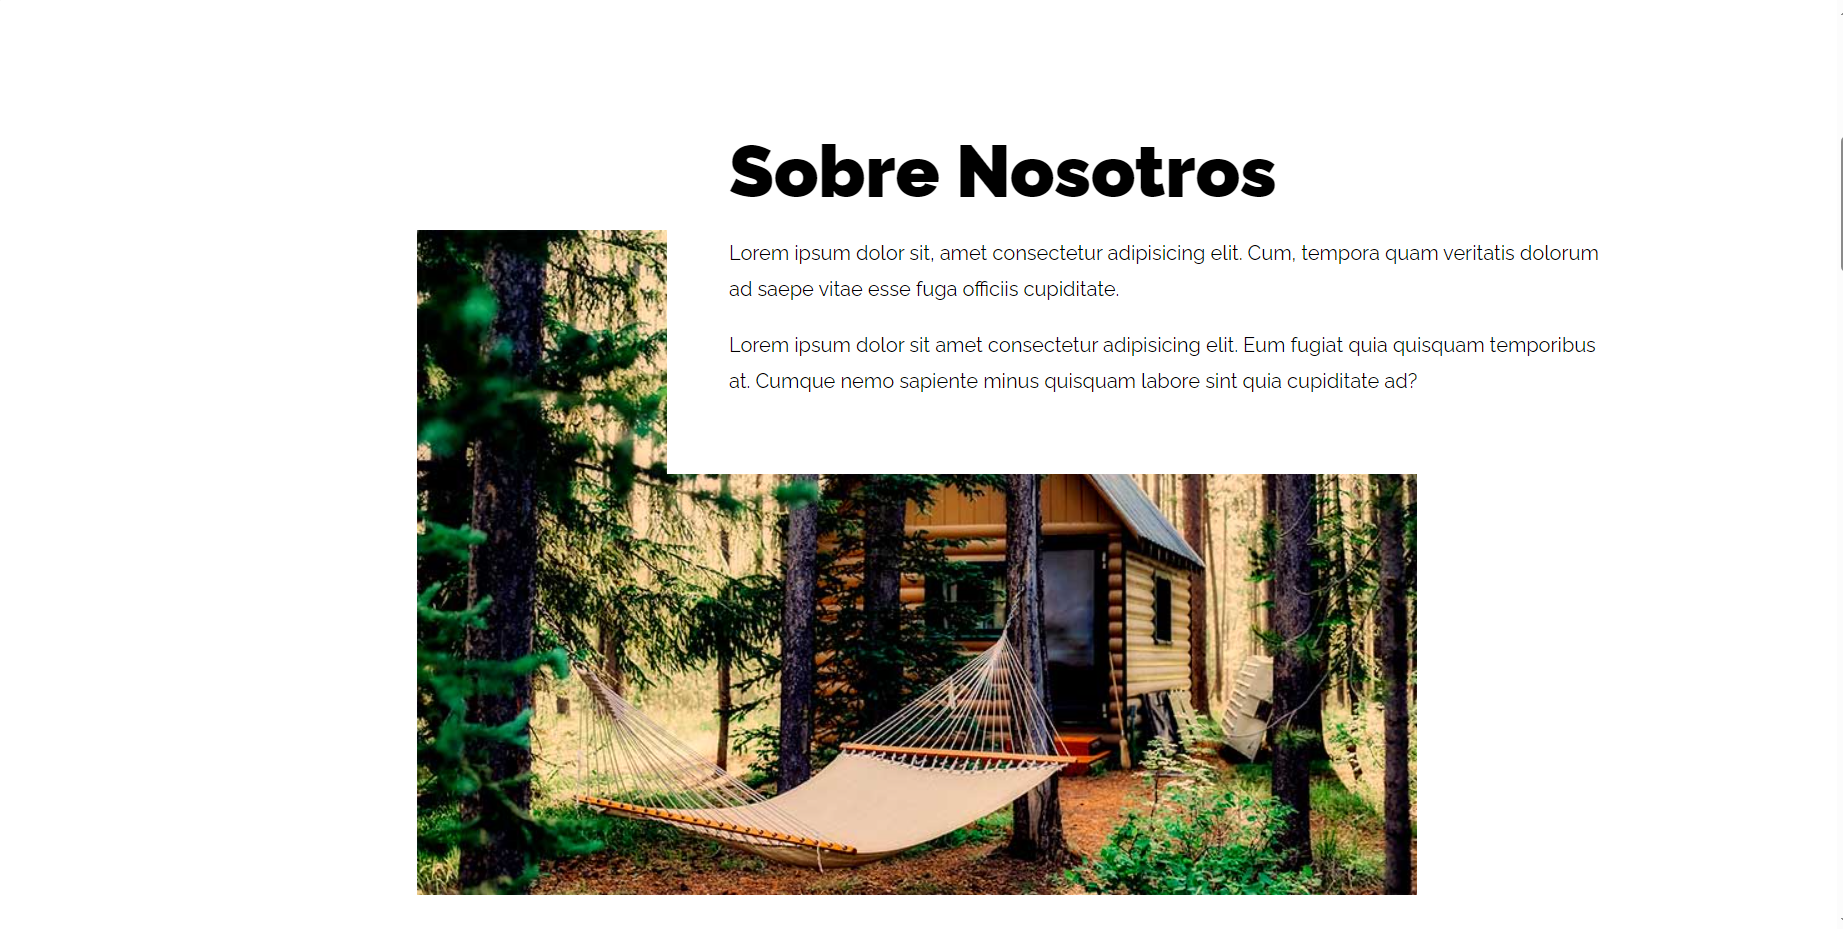 Sobre Nosotros
Lorem ipsum dolor sit, amet consectetur adipisicing elit. Cum, tempora quam veritatis dolorum
ad saepe vitae esse fuga officiis cupiditate.
Lorem ipsum dolor sit amet consectetur adipisicing elit. Eum fugiat quia quisquam temporibus
at. Cumque nemo sapiente minus quisquam labore sint quia cupiditate ad?